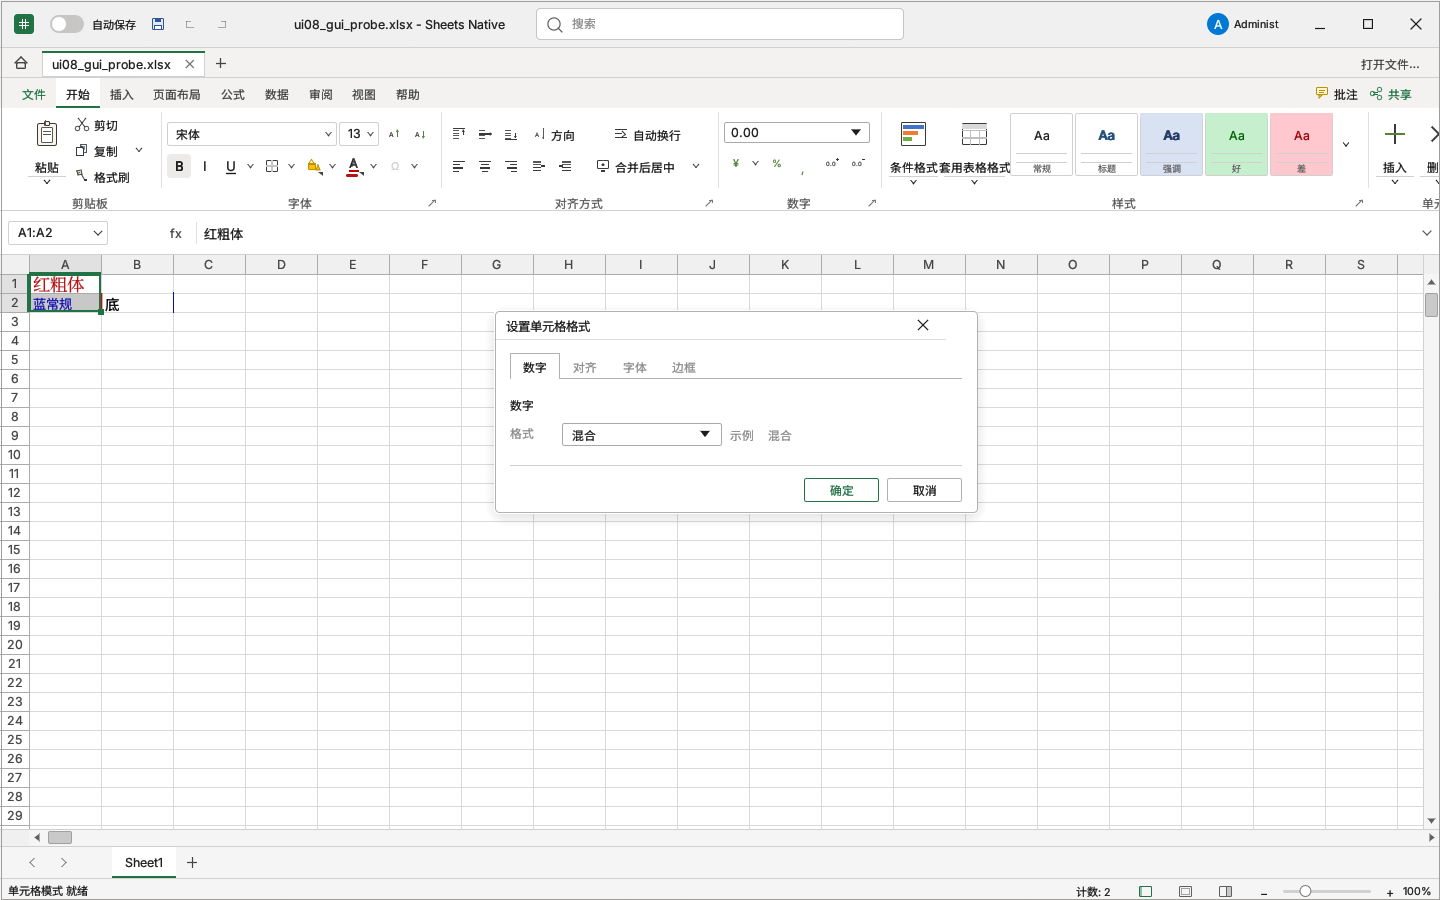 自动保存
ui08_gui_probe.xlsx - Sheets Native
搜索
A
Administ
ui08_gui_probe.xlsx
打开文件...
文件 开始 插入 页面布局 公式 数据 审阅 视图 帮助
批注 共享
粘贴
剪切
复制
格式刷
剪贴板
宋体 13 A A
B I U A Ω
字体
方向 自动换行
合并后居中
对齐方式
0.00
¥ % , 0.0 0.0
数字
条件格式 套用表格格式
Aa 常规
Aa 标题
Aa 强调
Aa 好
Aa 差
样式
插入
删
单元
A1:A2 fx 红粗体
A B C D E F G H I J K L M N O P Q R S
1 红粗体
2 蓝常规 底
3
4
5
6
7
8
9
10
11
12
13
14
15
16
17
18
19
20
21
22
23
24
25
26
27
28
29
设置单元格格式
数字 对齐 字体 边框
数字
格式 混合 示例 混合
确定 取消
Sheet1
单元格模式 就绪
计数: 2
100%